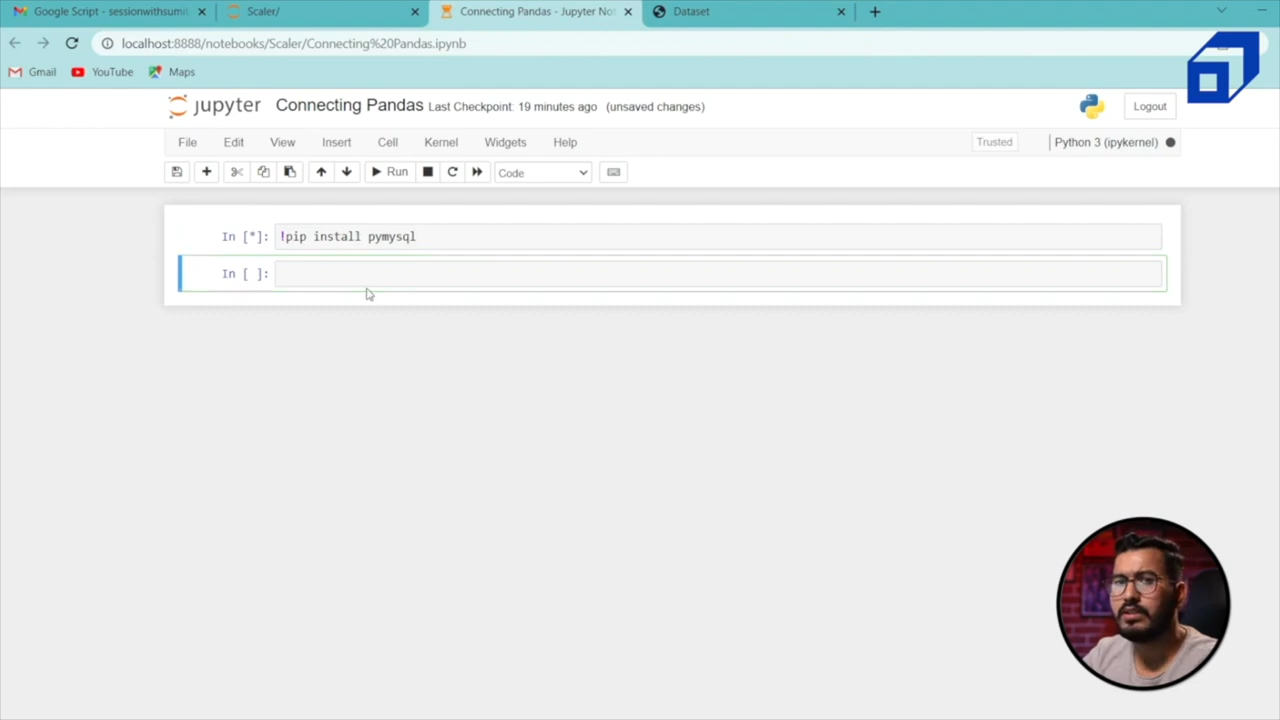 Google Script - sessionwithsumit
Scaler/
Connecting Pandas - Jupyter Not
Dataset
localhost:8888/notebooks/Scaler/Connecting%20Pandas.ipynb
Gmail
YouTube
Maps
jupyter
Connecting Pandas
Last Checkpoint: 19 minutes ago (unsaved changes)
Logout
File
Edit
View
Insert
Cell
Kernel
Widgets
Help
Trusted
Python 3 (ipykernel)
Run
Code
In [*]: !pip install pymysql
In [ ]: